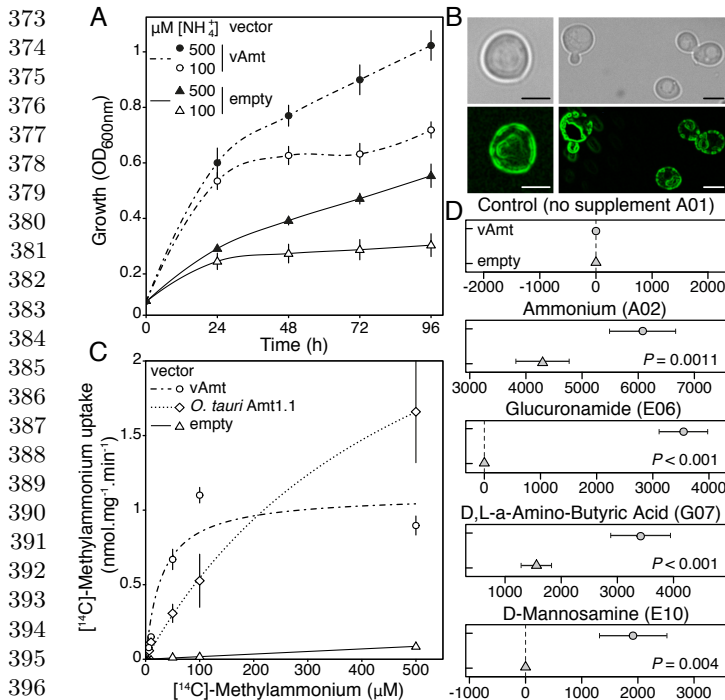 373
374
375
376
377
378
379
380
381
382
383
384
385
386
387
388
389
390
391
392
393
394
395
396
A
μM [NH4+] vector
500
100
vAmt
500
100
empty
1
0.8
0.6
0.4
0.2
0
Growth (OD600nm)
0 24 48 72 96
Time (h)
B
C
2
1.5
1
0.5
0
[14C]-Methylammonium uptake
(nmol.mg-1.min-1)
vector
vAmt
O. tauri Amt1.1
empty
0 100 200 300 400 500
[14C]-Methylammonium (μM)
D
Control (no supplement A01)
vAmt
empty
-2000 -1000 0 1000 2000
Ammonium (A02)
P = 0.0011
3000 4000 5000 6000 7000
Glucuronamide (E06)
P < 0.001
0 1000 2000 3000 4000
D,L-a-Amino-Butyric Acid (G07)
P < 0.001
1000 2000 3000 4000
D-Mannosamine (E10)
P = 0.004
-1000 0 1000 2000 3000